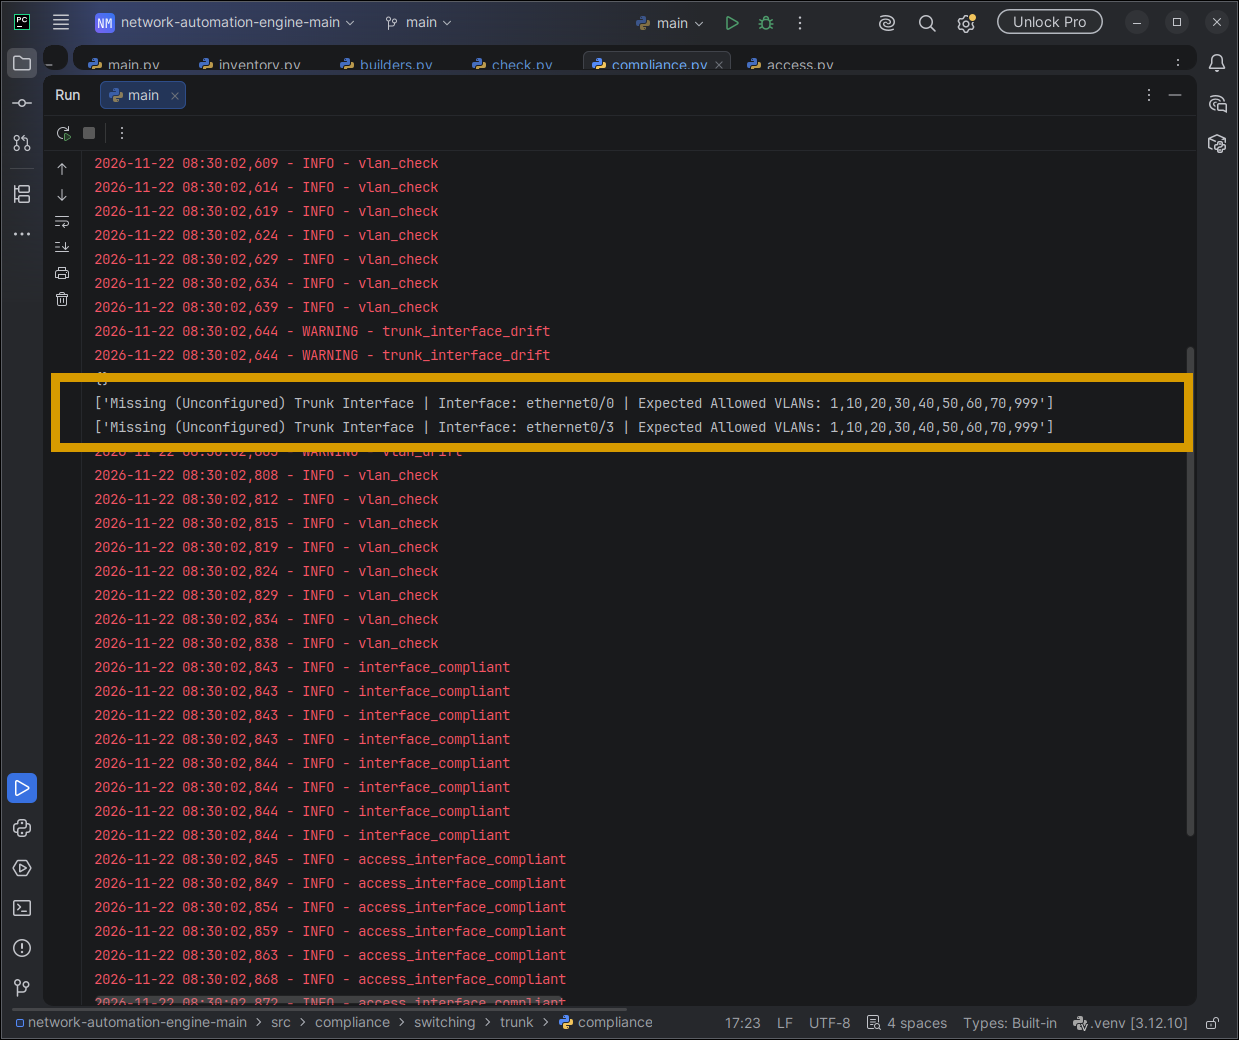 PC
NM network-automation-engine-main
main
main
Unlock Pro
main.py
inventory.py
builders.py
check.py
compliance.py
access.py
Run
main
2026-11-22 08:30:02,609 - INFO - vlan_check
2026-11-22 08:30:02,614 - INFO - vlan_check
2026-11-22 08:30:02,619 - INFO - vlan_check
2026-11-22 08:30:02,624 - INFO - vlan_check
2026-11-22 08:30:02,629 - INFO - vlan_check
2026-11-22 08:30:02,634 - INFO - vlan_check
2026-11-22 08:30:02,639 - INFO - vlan_check
2026-11-22 08:30:02,644 - WARNING - trunk_interface_drift
2026-11-22 08:30:02,644 - WARNING - trunk_interface_drift
['Missing (Unconfigured) Trunk Interface | Interface: ethernet0/0 | Expected Allowed VLANs: 1,10,20,30,40,50,60,70,999']
['Missing (Unconfigured) Trunk Interface | Interface: ethernet0/3 | Expected Allowed VLANs: 1,10,20,30,40,50,60,70,999']
- WARNING - vlan_drift
2026-11-22 08:30:02,808 - INFO - vlan_check
2026-11-22 08:30:02,812 - INFO - vlan_check
2026-11-22 08:30:02,815 - INFO - vlan_check
2026-11-22 08:30:02,819 - INFO - vlan_check
2026-11-22 08:30:02,824 - INFO - vlan_check
2026-11-22 08:30:02,829 - INFO - vlan_check
2026-11-22 08:30:02,834 - INFO - vlan_check
2026-11-22 08:30:02,838 - INFO - vlan_check
2026-11-22 08:30:02,843 - INFO - interface_compliant
2026-11-22 08:30:02,843 - INFO - interface_compliant
2026-11-22 08:30:02,843 - INFO - interface_compliant
2026-11-22 08:30:02,843 - INFO - interface_compliant
2026-11-22 08:30:02,844 - INFO - interface_compliant
2026-11-22 08:30:02,844 - INFO - interface_compliant
2026-11-22 08:30:02,844 - INFO - interface_compliant
2026-11-22 08:30:02,844 - INFO - interface_compliant
2026-11-22 08:30:02,845 - INFO - access_interface_compliant
2026-11-22 08:30:02,849 - INFO - access_interface_compliant
2026-11-22 08:30:02,854 - INFO - access_interface_compliant
2026-11-22 08:30:02,859 - INFO - access_interface_compliant
2026-11-22 08:30:02,863 - INFO - access_interface_compliant
2026-11-22 08:30:02,868 - INFO - access_interface_compliant
2026-11-22 08:30:02,872 - INFO - access_interface_compliant
network-automation-engine-main > src > compliance > switching > trunk > compliance
17:23
LF
UTF-8
4 spaces
Types: Built-in
.venv [3.12.10]